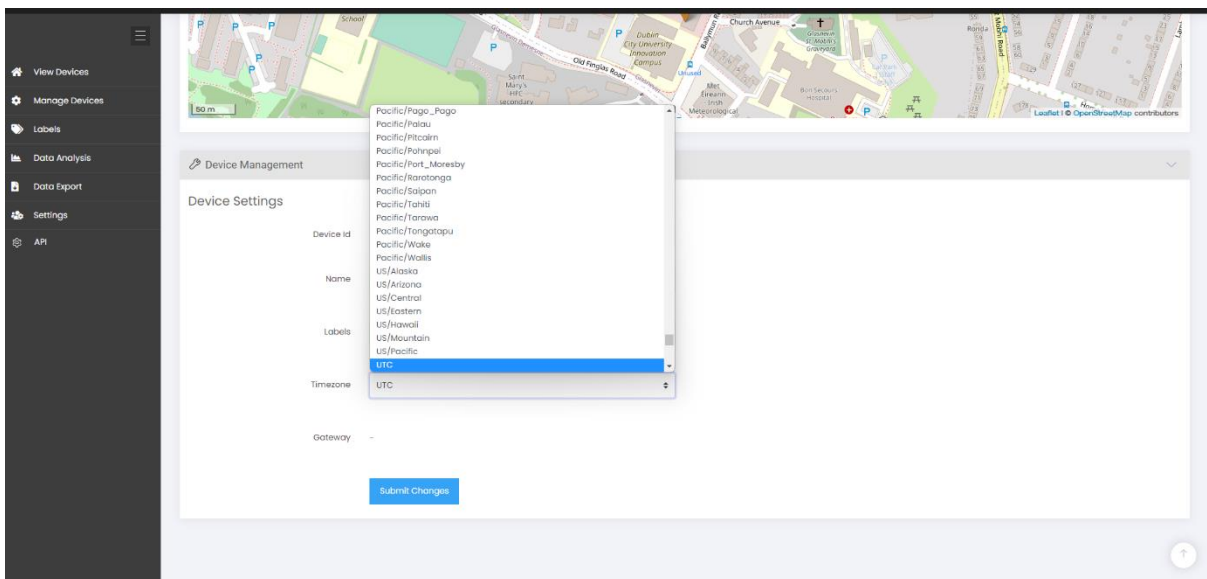 View Devices
Manage Devices
Labels
Data Analysis
Data Export
Settings
API
School
P
P
P
P
P
Dublin
City University
Innovation
Campus
Church Avenue
Old Finglas Road
Saint
Mary's
HFC
secondary
Met
Éireann
Irish
Meteorological
Bon Secours
Hospital
P
50 m
Leaflet | © OpenStreetMap contributors
Device Management
Device Settings
Device Id
Name
Labels
Pacific/Pago_Pago
Pacific/Palau
Pacific/Pitcairn
Pacific/Pohnpei
Pacific/Port_Moresby
Pacific/Rarotonga
Pacific/Saipan
Pacific/Tahiti
Pacific/Tarawa
Pacific/Tongatapu
Pacific/Wake
Pacific/Wallis
US/Alaska
US/Arizona
US/Central
US/Eastern
US/Hawaii
US/Mountain
US/Pacific
UTC
Timezone
UTC
Gateway
-
Submit Changes